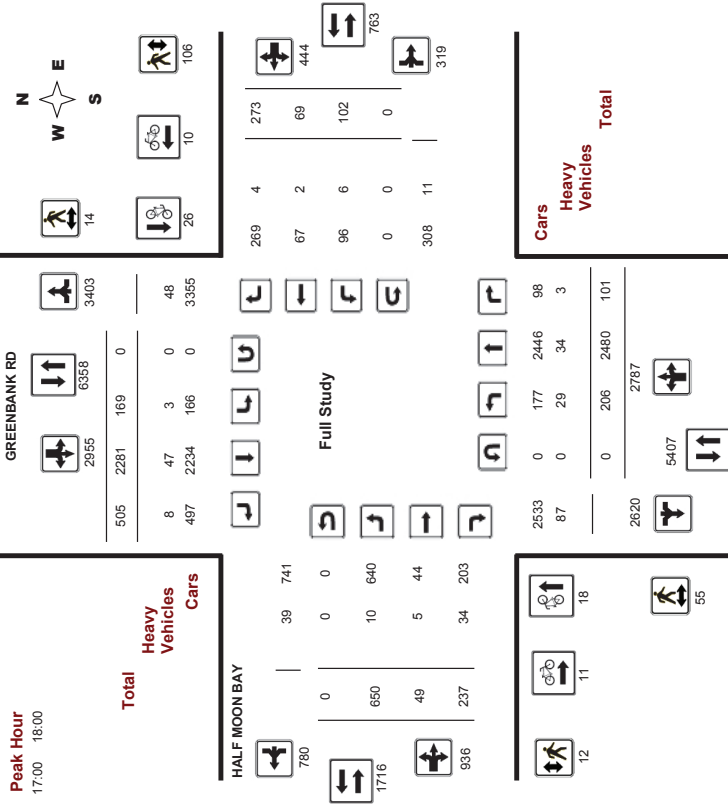 Peak Hour
17:00 18:00
GREENBANK RD
N
W E
S
14
106
26
10
2955
6358
3403
505 2281 169 0
Total
8 47 3 0 48
Heavy
Vehicles
497 2234 166 0 3355
Cars
HALF MOON BAY
780
39 741
1716
0 0 0
650 10 640
49 5 44
936
237 34 203
Full Study
269 4 273
67 2 69
96 6 102
0 0 0
308 11
444
763
319
2533 0 177 2446 98
Cars
87 0 29 34 3
Heavy
Vehicles
0 206 2480 101
Total
2620
2787
5407
12
11
18
55